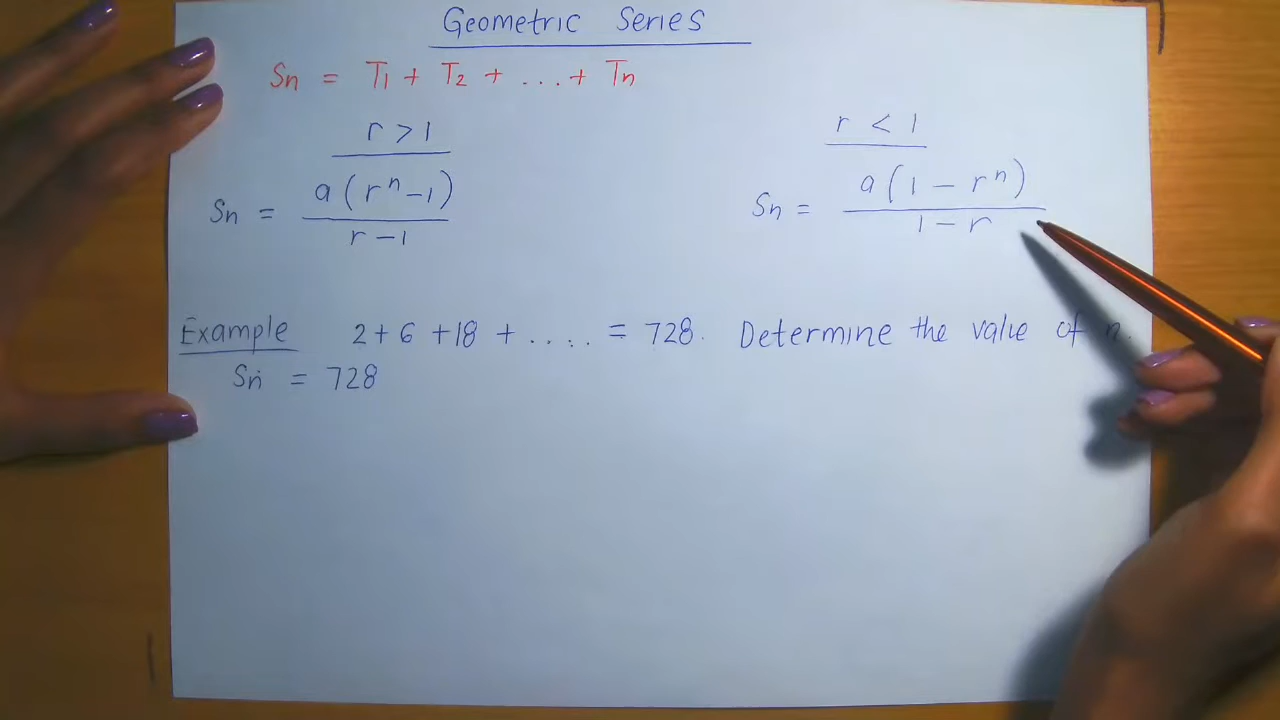 Geometric Series
Sn = T1 + T2 + ...+ Tn
r > 1
Sn = a(r^n - 1) / r - 1
r < 1
Sn = a(1 - r^n) / 1 - r
Example 2 + 6 + 18 + .... = 728. Determine the value of n.
Sn = 728